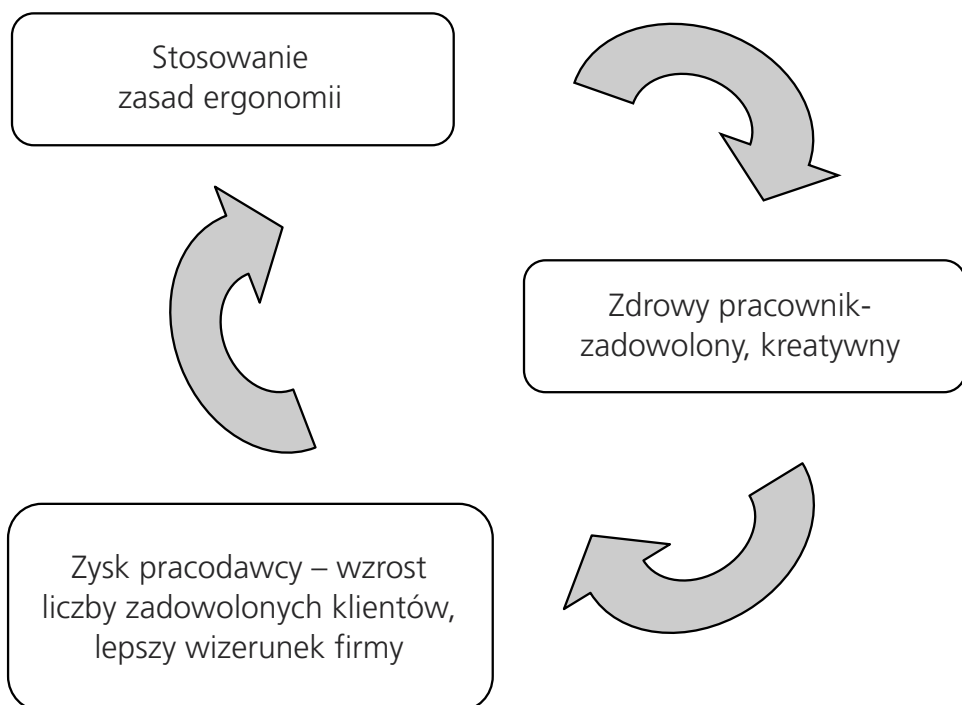 Stosowanie
zasad ergonomii
Zdrowy pracownik-
zadowolony, kreatywny
Zysk pracodawcy – wzrost
liczby zadowolonych klientów,
lepszy wizerunek firmy